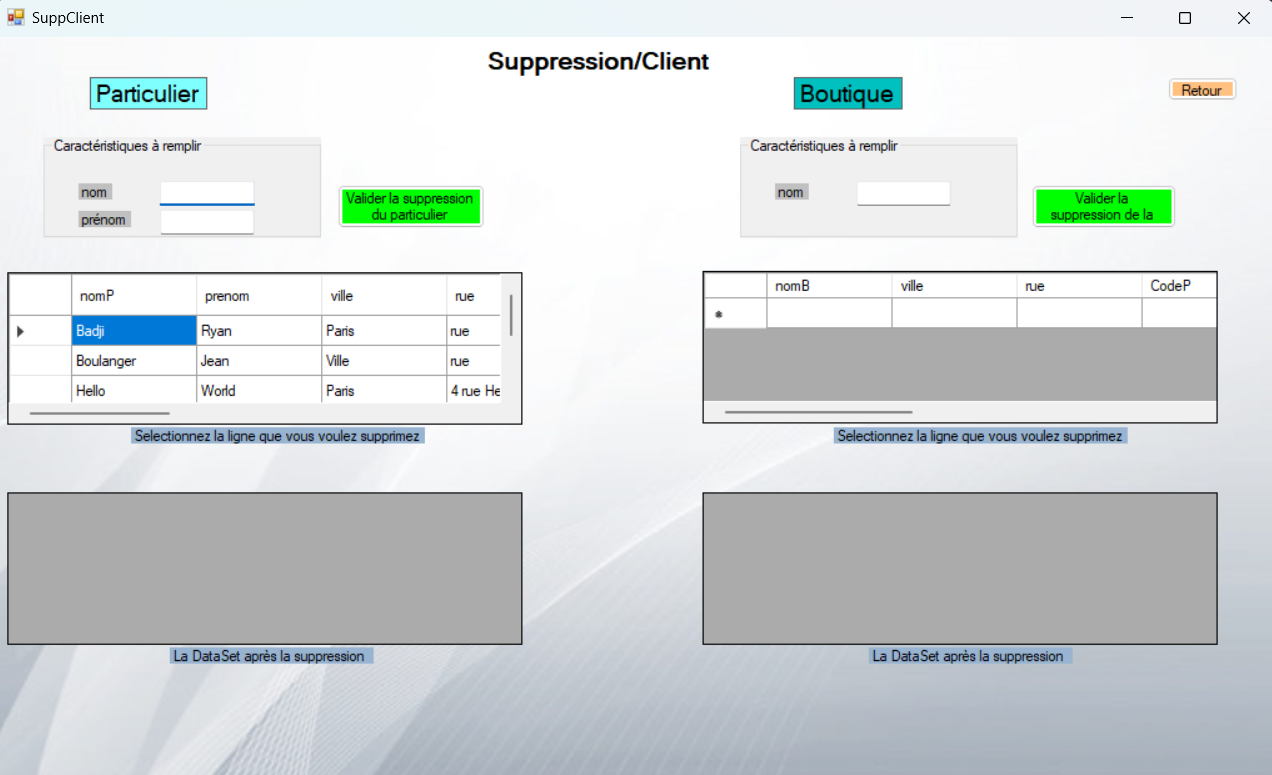 SuppClient
Suppression/Client
Particulier
Boutique
Retour
Caractéristiques à remplir
nom
prénom
Valider la suppression
du particulier
Caractéristiques à remplir
nom
Valider la
suppression de la
nomP prenom ville rue
Badji Ryan Paris rue
Boulanger Jean Ville rue
Hello World Paris 4 rue He
Selectionnez la ligne que vous voulez supprimez
nomB ville rue CodeP
Selectionnez la ligne que vous voulez supprimez
La DataSet après la suppression
La DataSet après la suppression